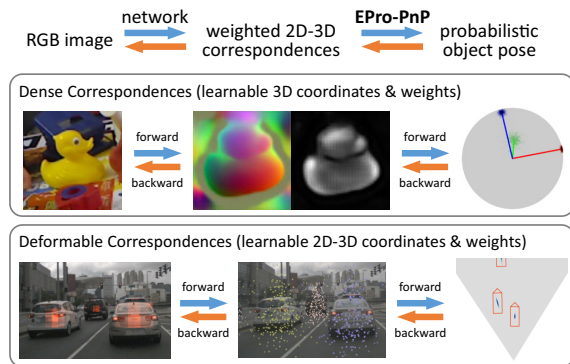 RGB image
network
weighted 2D-3D
correspondences
EPro-PnP
probabilistic
object pose
Dense Correspondences (learnable 3D coordinates & weights)
forward
backward
forward
backward
Deformable Correspondences (learnable 2D-3D coordinates & weights)
forward
backward
forward
backward